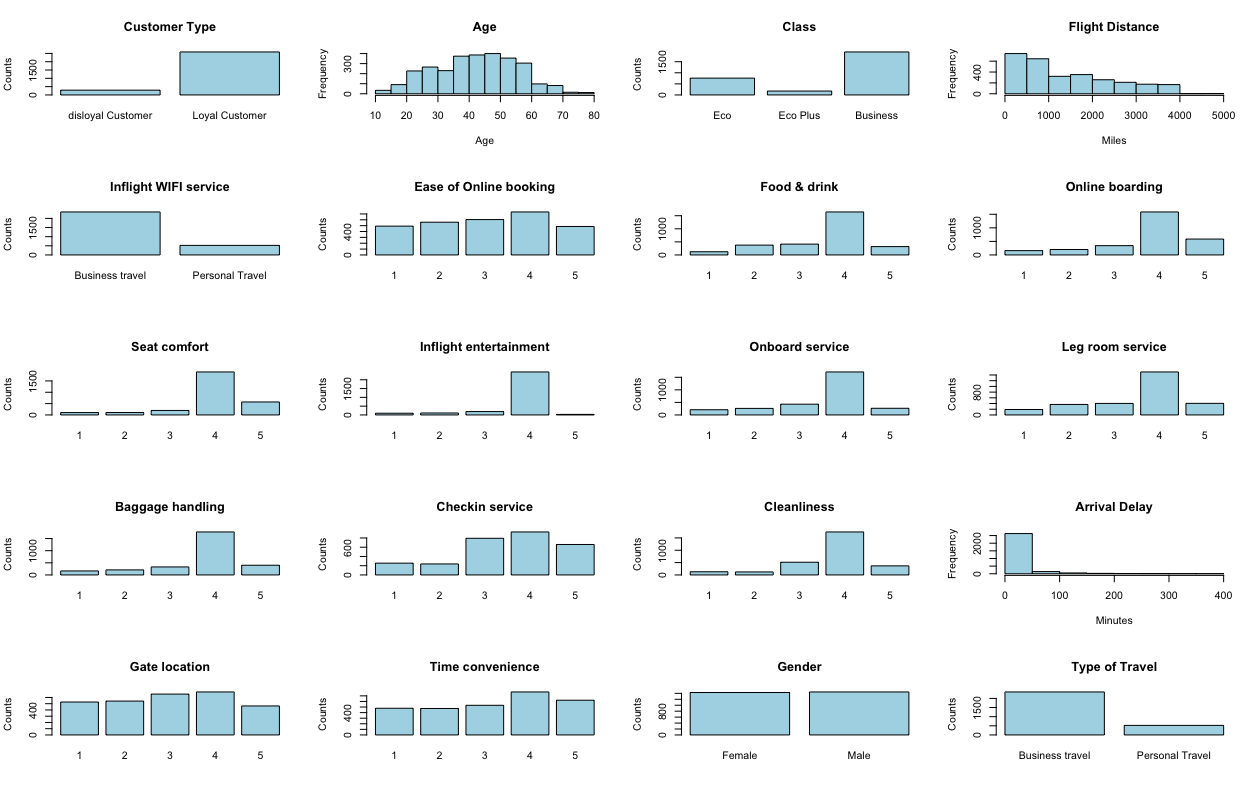 Customer Type
Counts
0 1500
disloyal Customer Loyal Customer
Age
Frequency
0 300
10 20 30 40 50 60 70 80
Age
Class
Counts
0 1500
Eco Eco Plus Business
Flight Distance
Frequency
0 400
0 1000 2000 3000 4000 5000
Miles
Inflight WIFI service
Counts
0 1500
Business travel Personal Travel
Ease of Online booking
Counts
0 400
1 2 3 4 5
Food & drink
Counts
0 1000
1 2 3 4 5
Online boarding
Counts
0 1000
1 2 3 4 5
Seat comfort
Counts
0 1500
1 2 3 4 5
Inflight entertainment
Counts
0 1500
1 2 3 4 5
Onboard service
Counts
0 1000
1 2 3 4 5
Leg room service
Counts
0 800
1 2 3 4 5
Baggage handling
Counts
0 1000
1 2 3 4 5
Checkin service
Counts
0 600
1 2 3 4 5
Cleanliness
Counts
0 1000
1 2 3 4 5
Arrival Delay
Frequency
0 2000
0 100 200 300 400
Minutes
Gate location
Counts
0 400
1 2 3 4 5
Time convenience
Counts
0 400
1 2 3 4 5
Gender
Counts
0 800
Female Male
Type of Travel
Counts
0 1500
Business travel Personal Travel